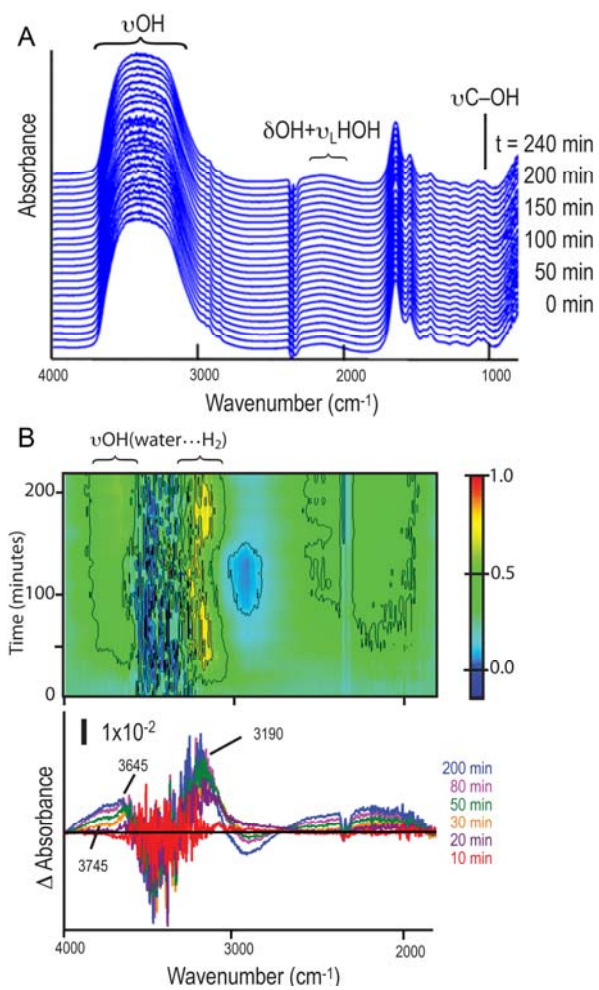 A
υOH
δOH+υLHOH
υC–OH
t = 240 min
200 min
150 min
100 min
50 min
0 min
Absorbance
4000 3000 2000 1000
Wavenumber (cm-1)
B
υOH(water···H2)
Time (minutes)
200
100
0
1.0
0.5
0.0
1x10-2
3190
3645
3745
200 min
80 min
50 min
30 min
20 min
10 min
Δ Absorbance
4000 3000 2000
Wavenumber (cm-1)